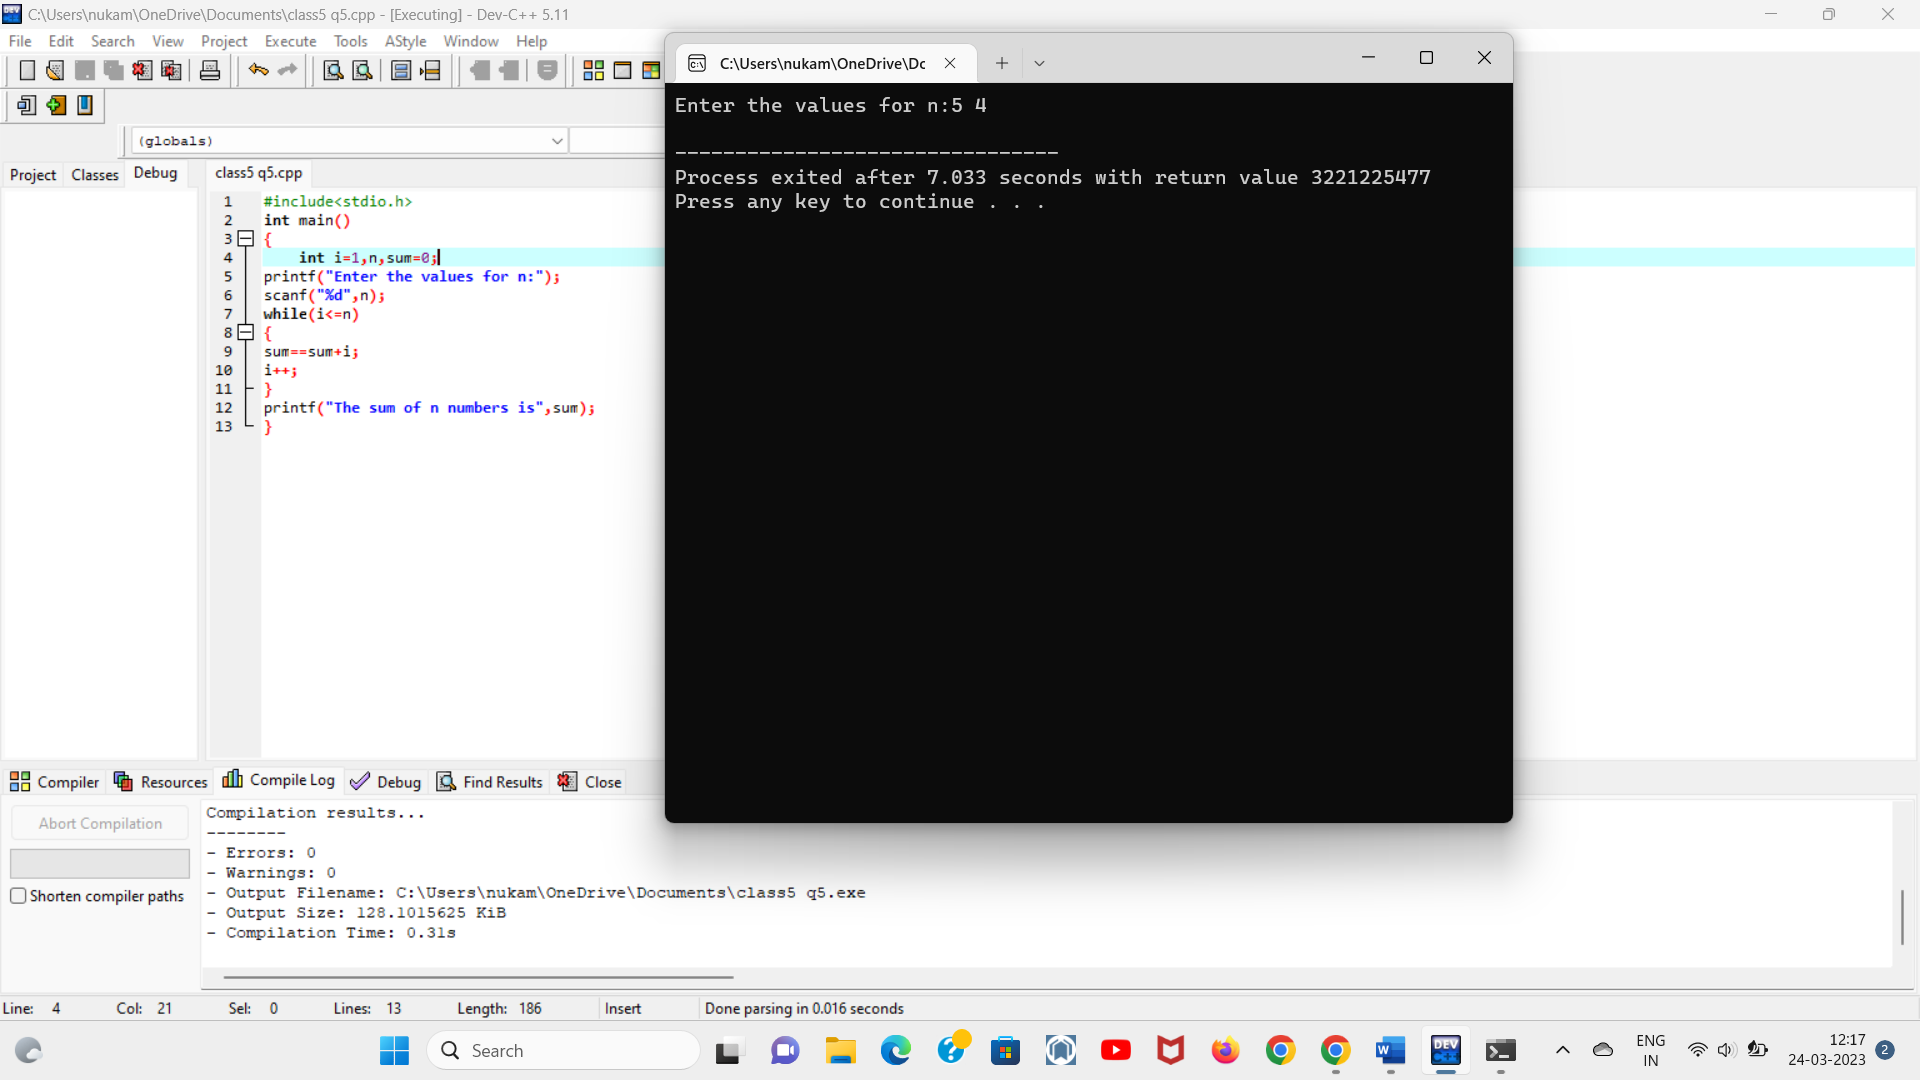 C:\Users\nukam\OneDrive\Documents\class5 q5.cpp - [Executing] - Dev-C++ 5.11
File Edit Search View Project Execute Tools AStyle Window Help
(globals)
Project Classes Debug
class5 q5.cpp
1 #include<stdio.h>
2 int main()
3 {
4 int i=1,n,sum=0;
5 printf("Enter the values for n:");
6 scanf("%d",n);
7 while(i<=n)
8 {
9 sum==sum+i;
10 i++;
11 }
12 printf("The sum of n numbers is",sum);
13 }
C:\Users\nukam\OneDrive\Dc
Enter the values for n:5 4
--------------------------------
Process exited after 7.033 seconds with return value 3221225477
Press any key to continue . . .
Compiler Resources Compile Log Debug Find Results Close
Abort Compilation
Shorten compiler paths
Compilation results...
--------
- Errors: 0
- Warnings: 0
- Output Filename: C:\Users\nukam\OneDrive\Documents\class5 q5.exe
- Output Size: 128.1015625 KiB
- Compilation Time: 0.31s
Line: 4 Col: 21 Sel: 0 Lines: 13 Length: 186 Insert Done parsing in 0.016 seconds
Search
DEV
C++
ENG
IN
12:17
24-03-2023
2